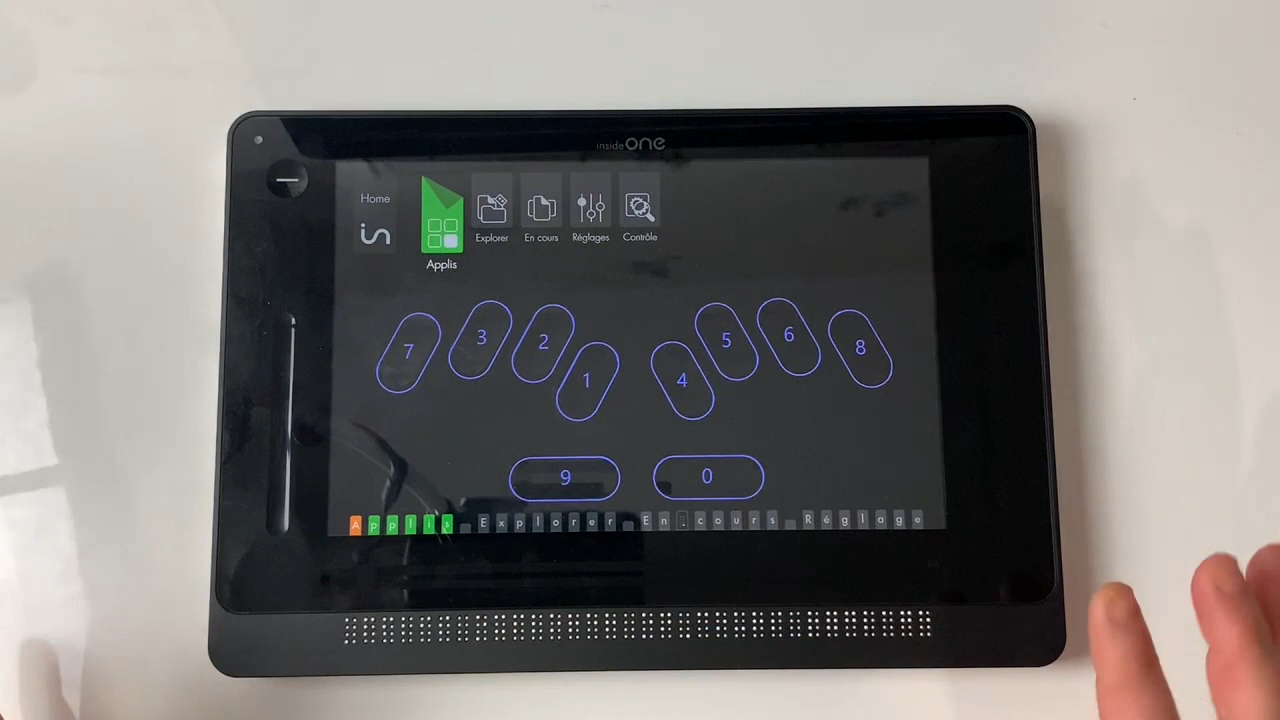 insideone
Home
in
Applis
Explorer
En cours
Réglages
Contrôle
7 3 2 1 4 5 6 8
9 0
Applis Explorer En cours Réglage